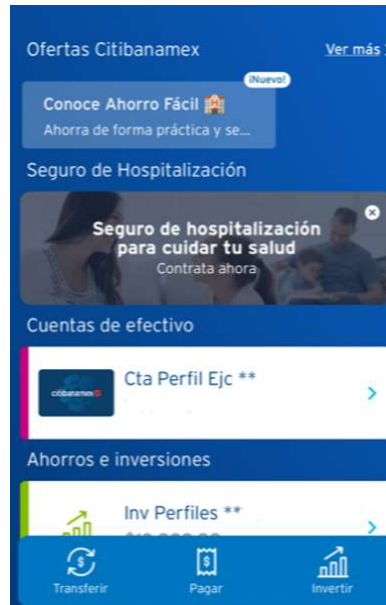 Ofertas Citibanamex
Ver más
¡Nuevo!
Conoce Ahorro Fácil
Ahorra de forma práctica y se...
Seguro de Hospitalización
Seguro de hospitalización
para cuidar tu salud
Contrata ahora
Cuentas de efectivo
citibanamex
Cta Perfil Ejc **
Ahorros e inversiones
Inv Perfiles **
Transferir
Pagar
Invertir